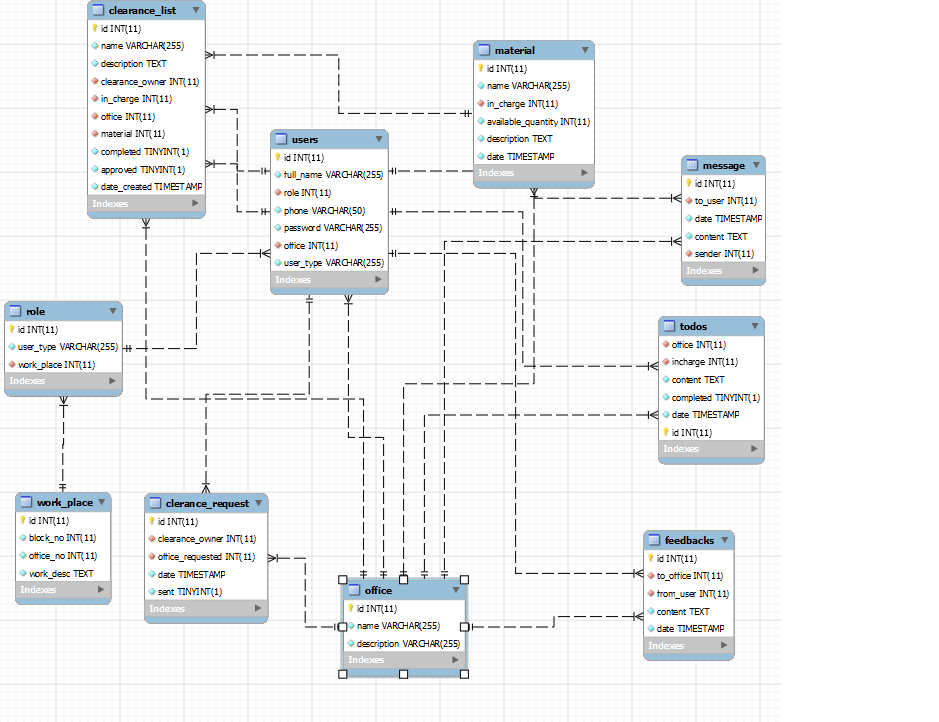 clearance_list
id INT(11)
name VARCHAR(255)
description TEXT
clearance_owner INT(11)
in_charge INT(11)
office INT(11)
material INT(11)
completed TINYINT(1)
approved TINYINT(1)
date_created TIMESTAMP
Indexes
material
id INT(11)
name VARCHAR(255)
in_charge INT(11)
available_quantity INT(11)
description TEXT
date TIMESTAMP
Indexes
users
id INT(11)
full_name VARCHAR(255)
role INT(11)
phone VARCHAR(50)
password VARCHAR(255)
office INT(11)
user_type VARCHAR(255)
Indexes
message
id INT(11)
to_user INT(11)
date TIMESTAMP
content TEXT
sender INT(11)
Indexes
role
id INT(11)
user_type VARCHAR(255)
work_place INT(11)
Indexes
todos
office INT(11)
incharge INT(11)
content TEXT
completed TINYINT(1)
date TIMESTAMP
id INT(11)
Indexes
work_place
id INT(11)
block_no INT(11)
office_no INT(11)
work_desc TEXT
Indexes
clerance_request
id INT(11)
clearance_owner INT(11)
office_requested INT(11)
date TIMESTAMP
sent TINYINT(1)
Indexes
office
id INT(11)
name VARCHAR(255)
description VARCHAR(255)
Indexes
feedbacks
id INT(11)
to_office INT(11)
from_user INT(11)
content TEXT
date TIMESTAMP
Indexes